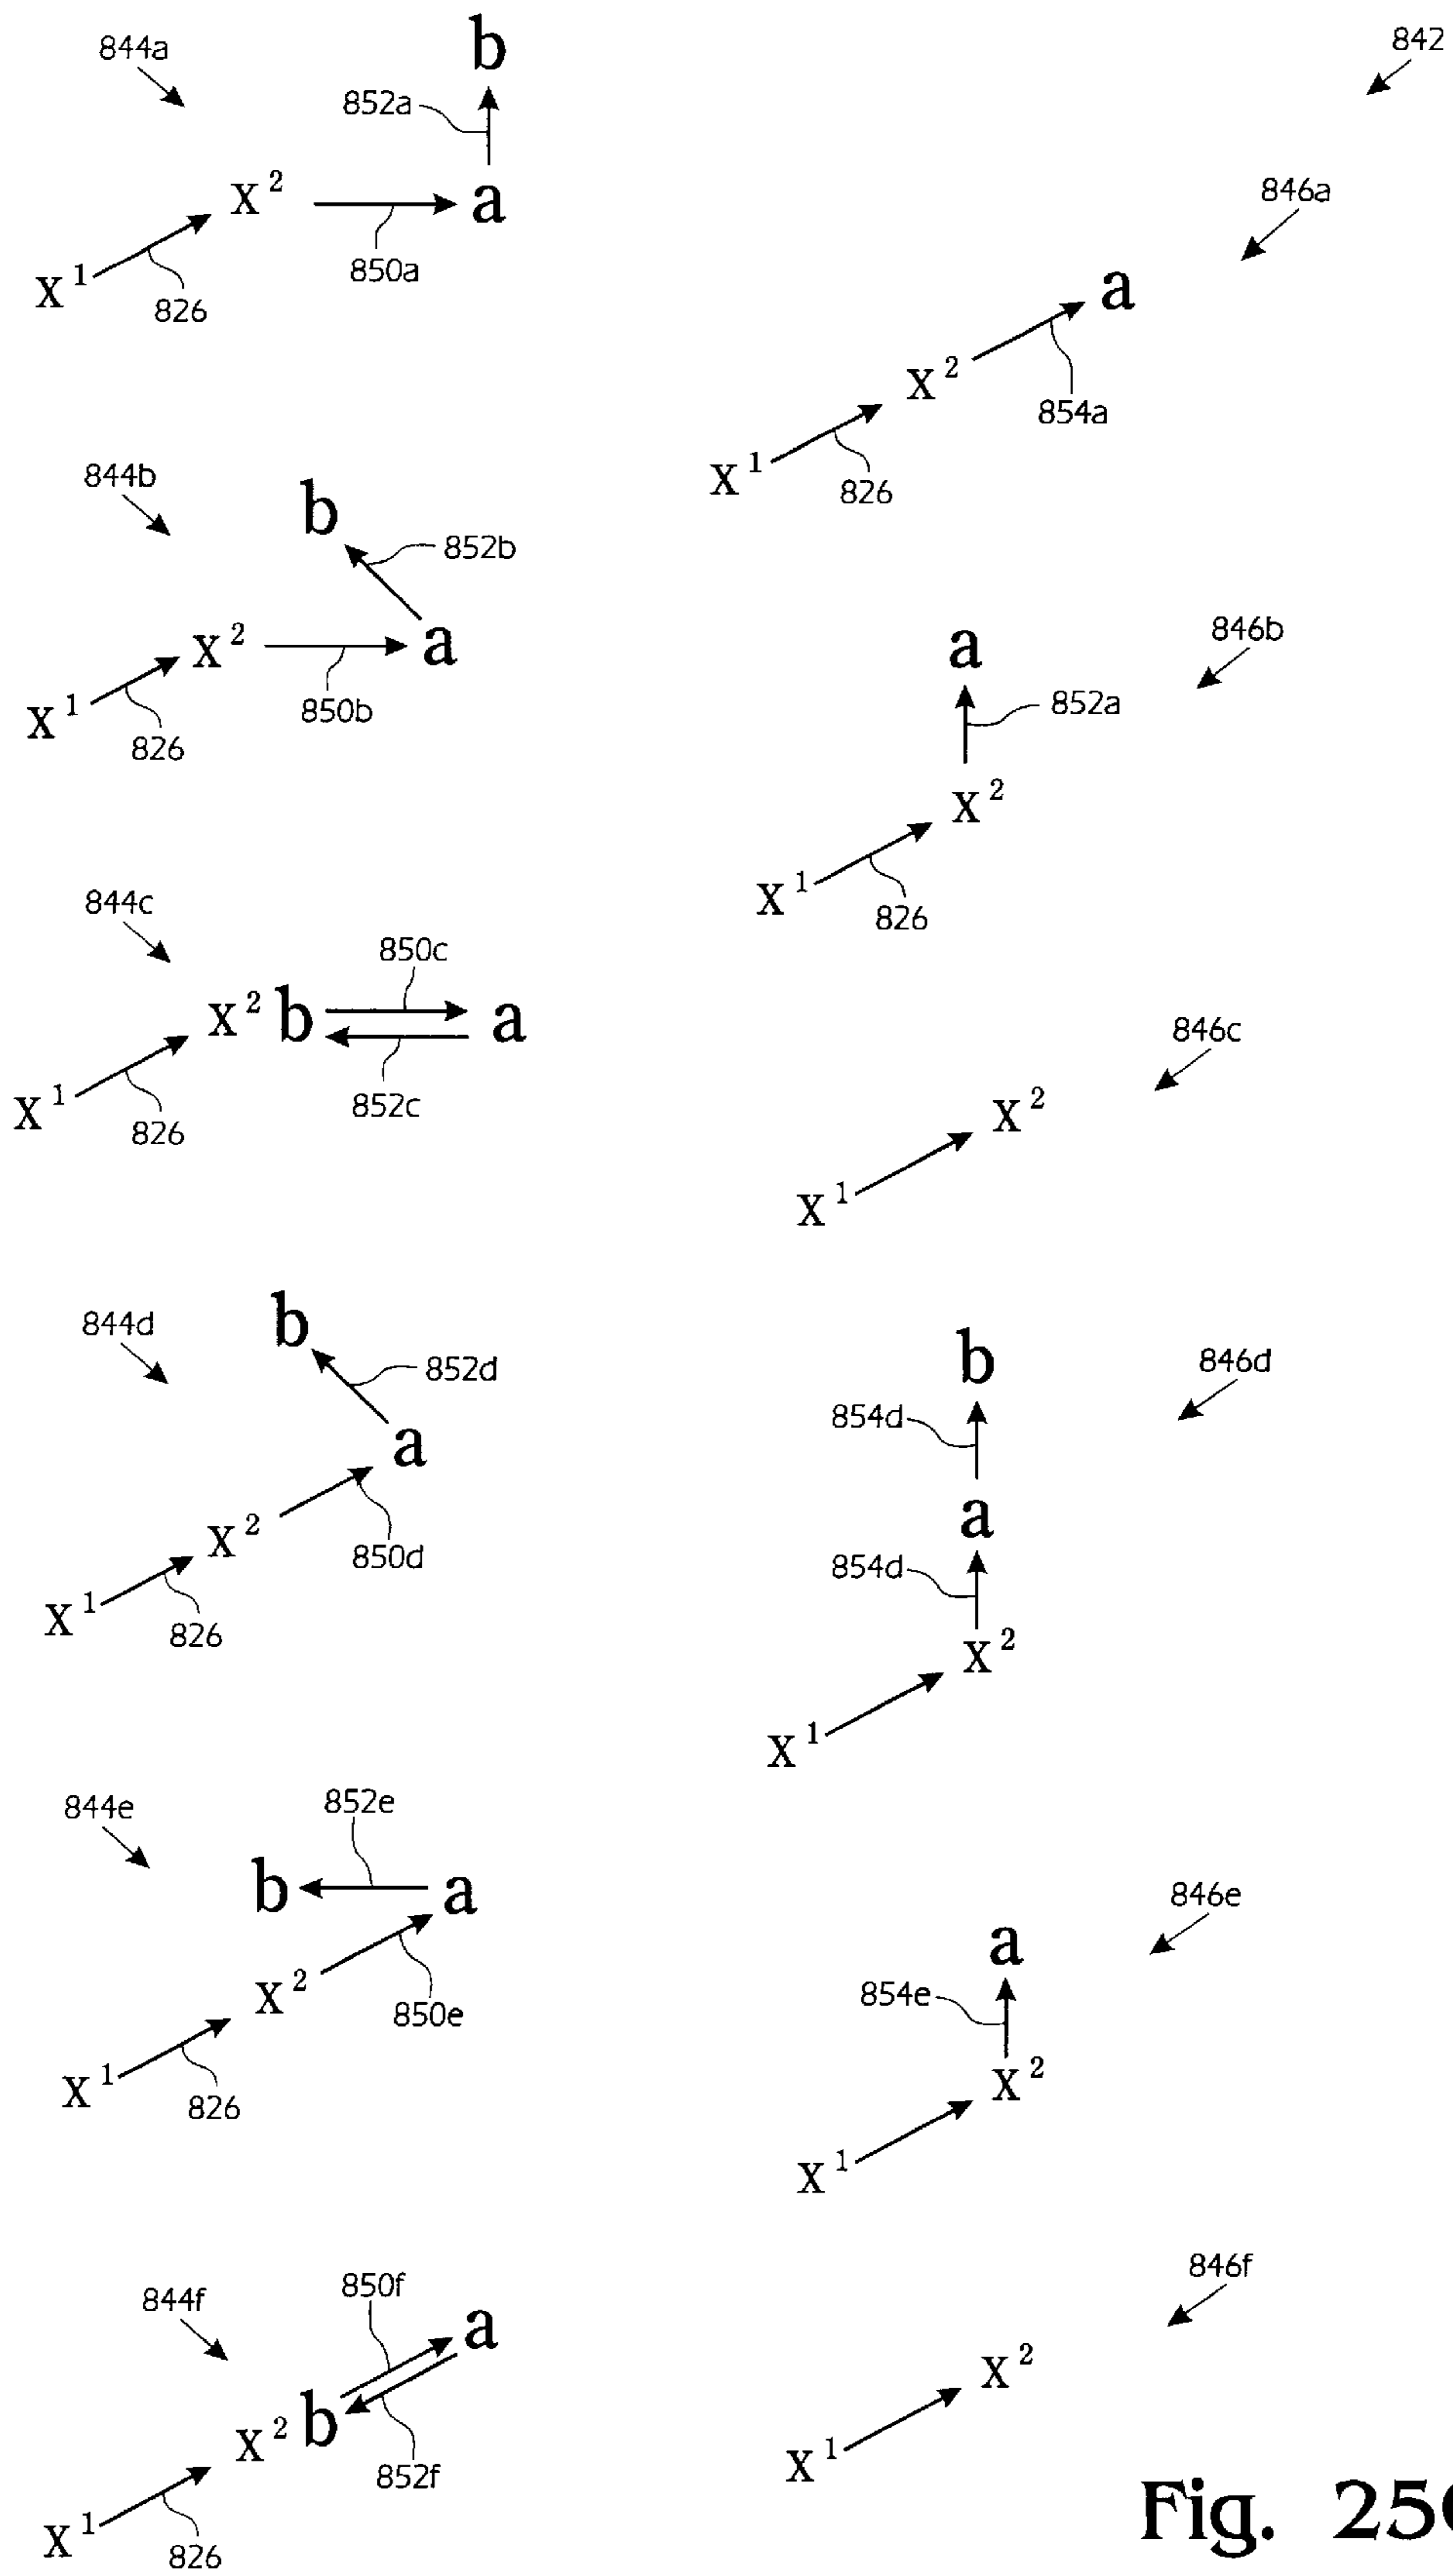 844a
b
852a
X²
a
850a
X¹
826
842
846a
a
X²
854a
X¹
826
844b
b
852b
X²
a
850b
X¹
826
846b
a
852a
X²
X¹
826
844c
850c
X² b
a
852c
X¹
826
846c
X²
X¹
844d
b
852d
a
X²
850d
X¹
826
846d
b
854d
a
854d
X²
X¹
844e
852e
b
a
X²
850e
X¹
826
846e
a
854e
X²
X¹
844f
850f
a
X² b
852f
X¹
826
846f
X²
X¹
Fig. 25